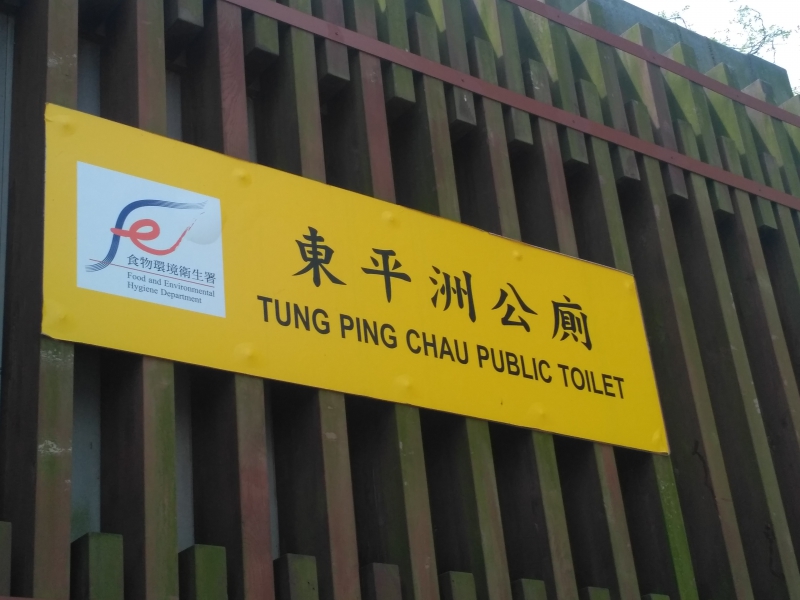 食物環境衞生署
Food and Environmental
Hygiene Department
東平洲公廁
TUNG PING CHAU PUBLIC TOILET